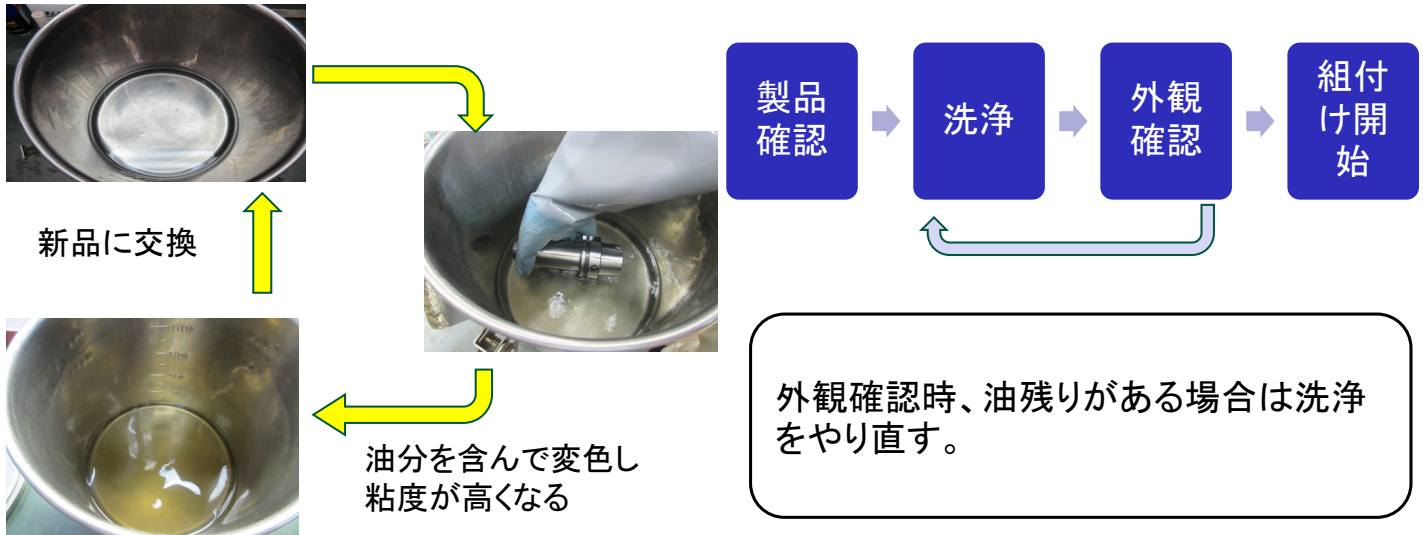 新品に交換
油分を含んで変色し
粘度が高くなる
製品
確認
洗浄
外観
確認
組付
け開
始
外観確認時、油残りがある場合は洗浄
をやり直す。